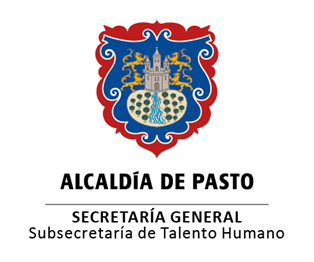 ALCALDÍA DE PASTO
SECRETARÍA GENERAL
Subsecretaría de Talento Humano